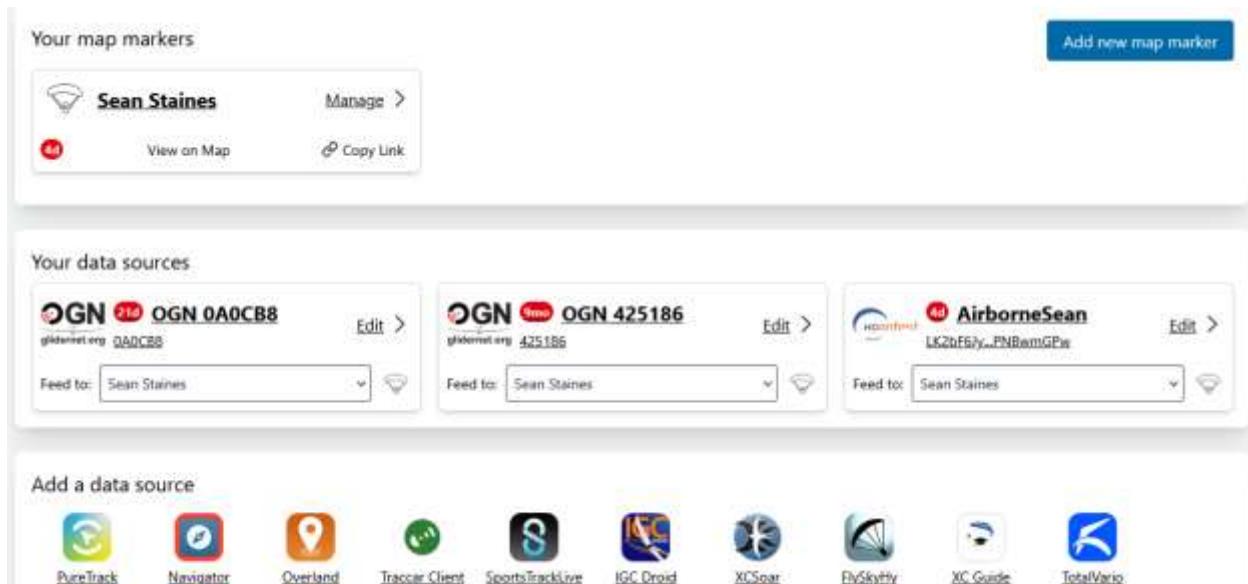 Your map markers
Add new map marker
Sean Staines
Manage >
4d
View on Map
Copy Link
Your data sources
OGN
glidernet.org
21d
OGN 0A0CB8
0A0CB8
Edit >
Feed to:
Sean Staines
OGN
glidernet.org
9mo
OGN 425186
425186
Edit >
Feed to:
Sean Staines
4d
AirborneSean
Edit >
Feed to:
Sean Staines
Add a data source
IGC
PureTrack
Navigator
Overland
Traccar Client
SportsTrackLive
IGC Droid
XCSoar
FlySkyHy
XC Guide
TotalVario